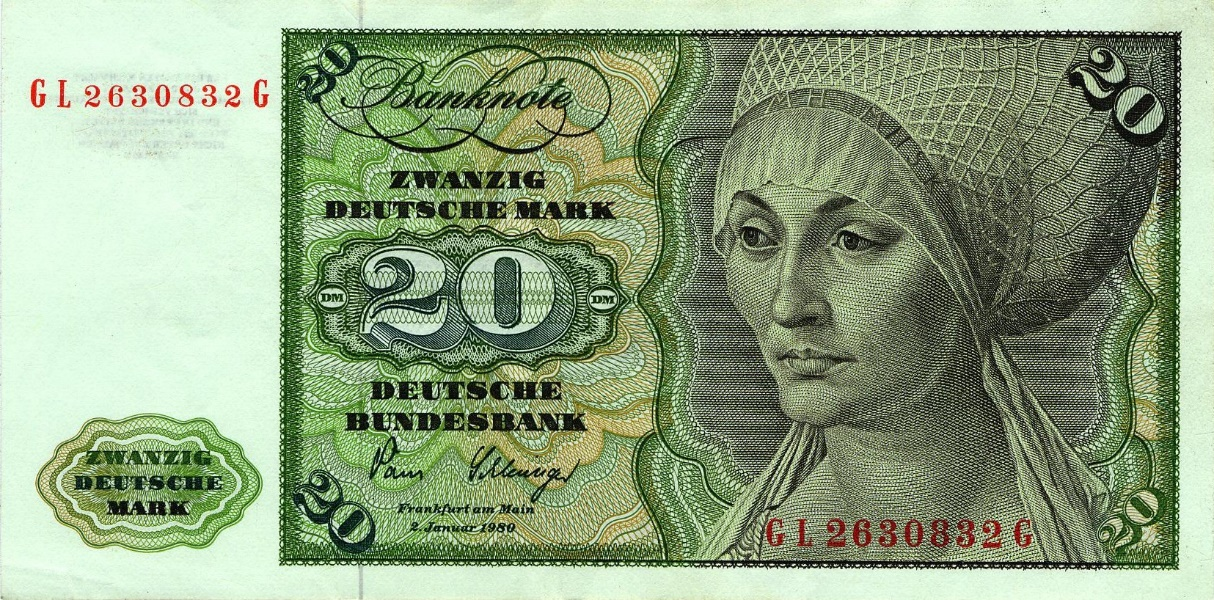 GL2630832G
20
Banknote
20
ZWANZIG
DEUTSCHE MARK
DM
20
DM
DEUTSCHE
BUNDESBANK
ZWANZIG
DEUTSCHE
MARK
20
Frankfurt am Main
2. Januar 1980
GL2630832G
20